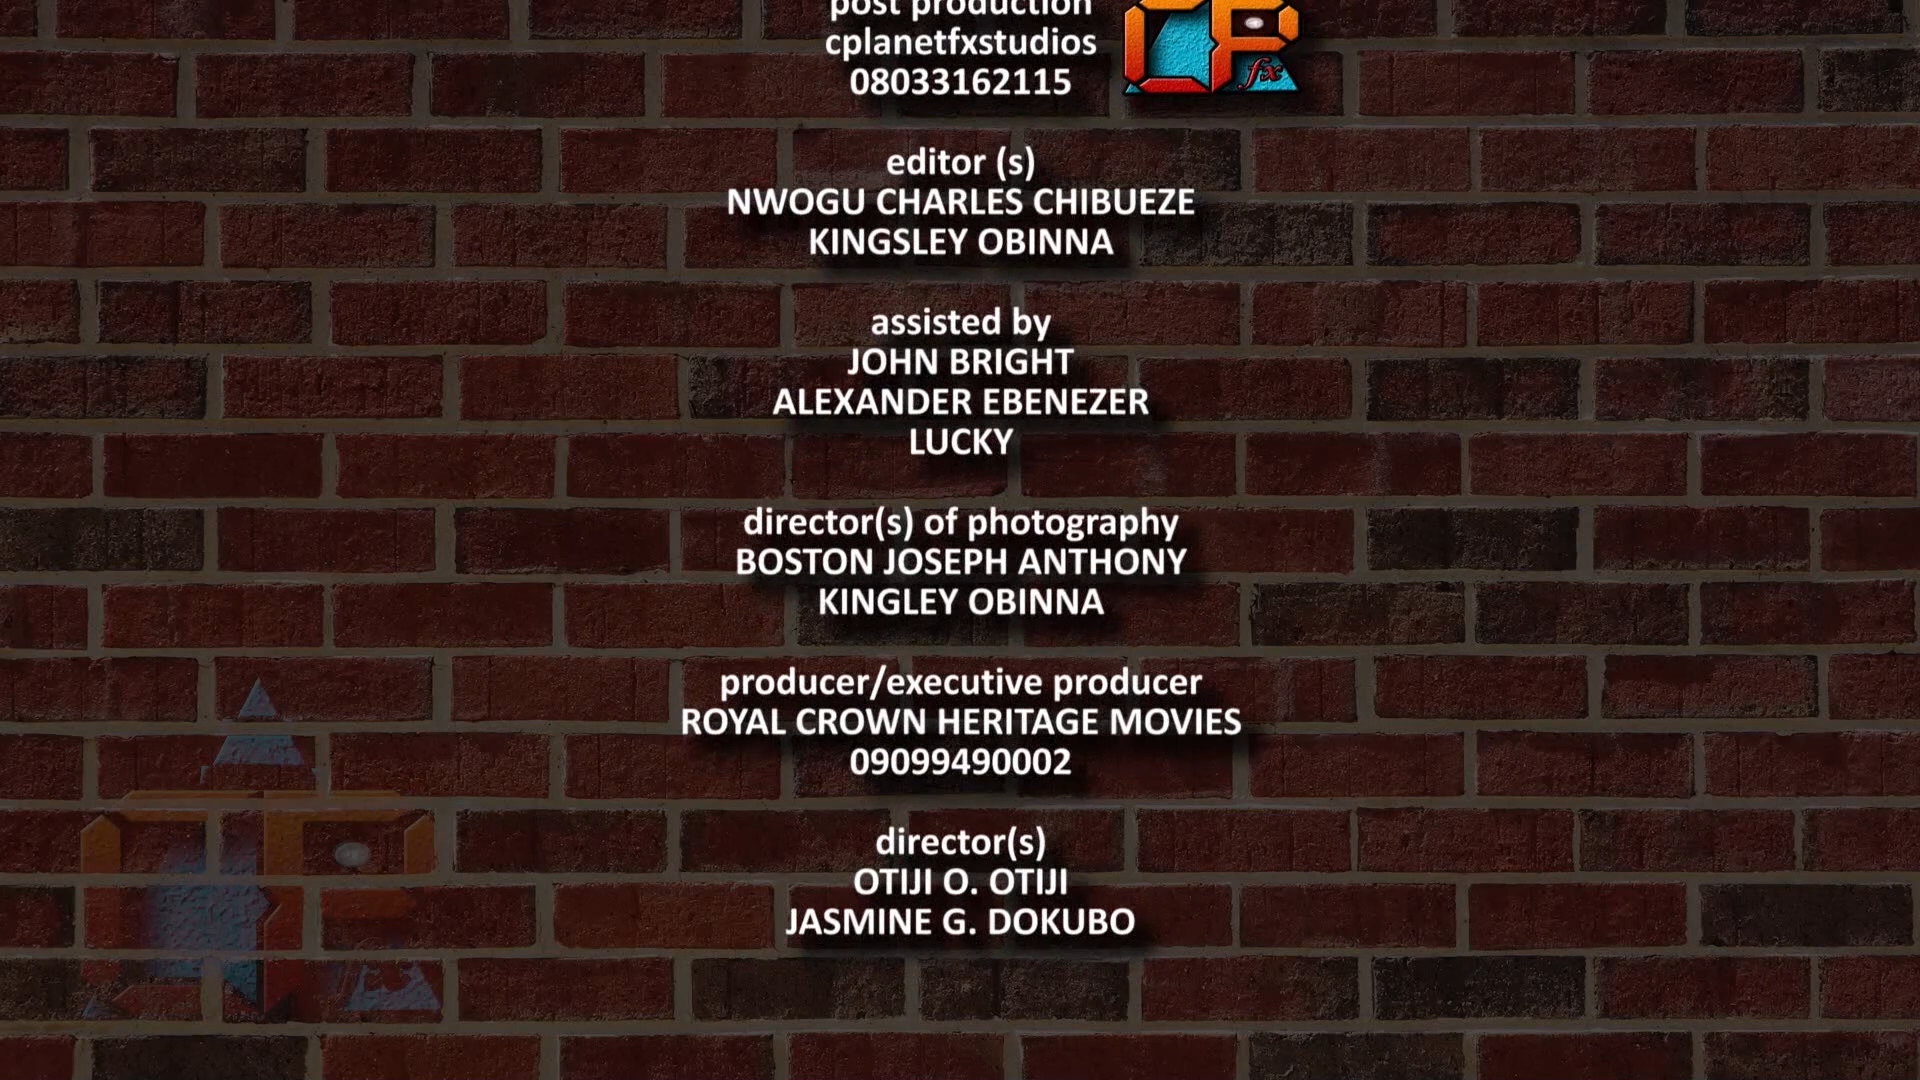 post production
cplanetfxstudios
08033162115
CP
fx
editor (s)
NWOGU CHARLES CHIBUEZE
KINGSLEY OBINNA
assisted by
JOHN BRIGHT
ALEXANDER EBENEZER
LUCKY
director(s) of photography
BOSTON JOSEPH ANTHONY
KINGLEY OBINNA
producer/executive producer
ROYAL CROWN HERITAGE MOVIES
09099490002
director(s)
OTIJI O. OTIJI
JASMINE G. DOKUBO